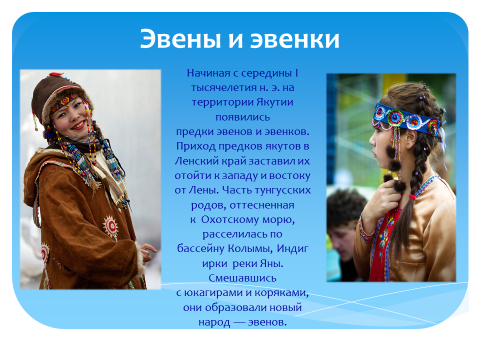 Эвены и эвенки
Начиная с середины I
тысячелетия н. э. на
территории Якутии
появились
предки эвенов и эвенков.
Приход предков якутов в
Ленский край заставил их
отойти к западу и востоку
от Лены. Часть тунгусских
родов, оттесненная
к Охотскому морю,
расселилась по
бассейну Колымы, Индиг
ирки реки Яны.
Смешавшись
с юкагирами и коряками,
они образовали новый
народ — эвенов.